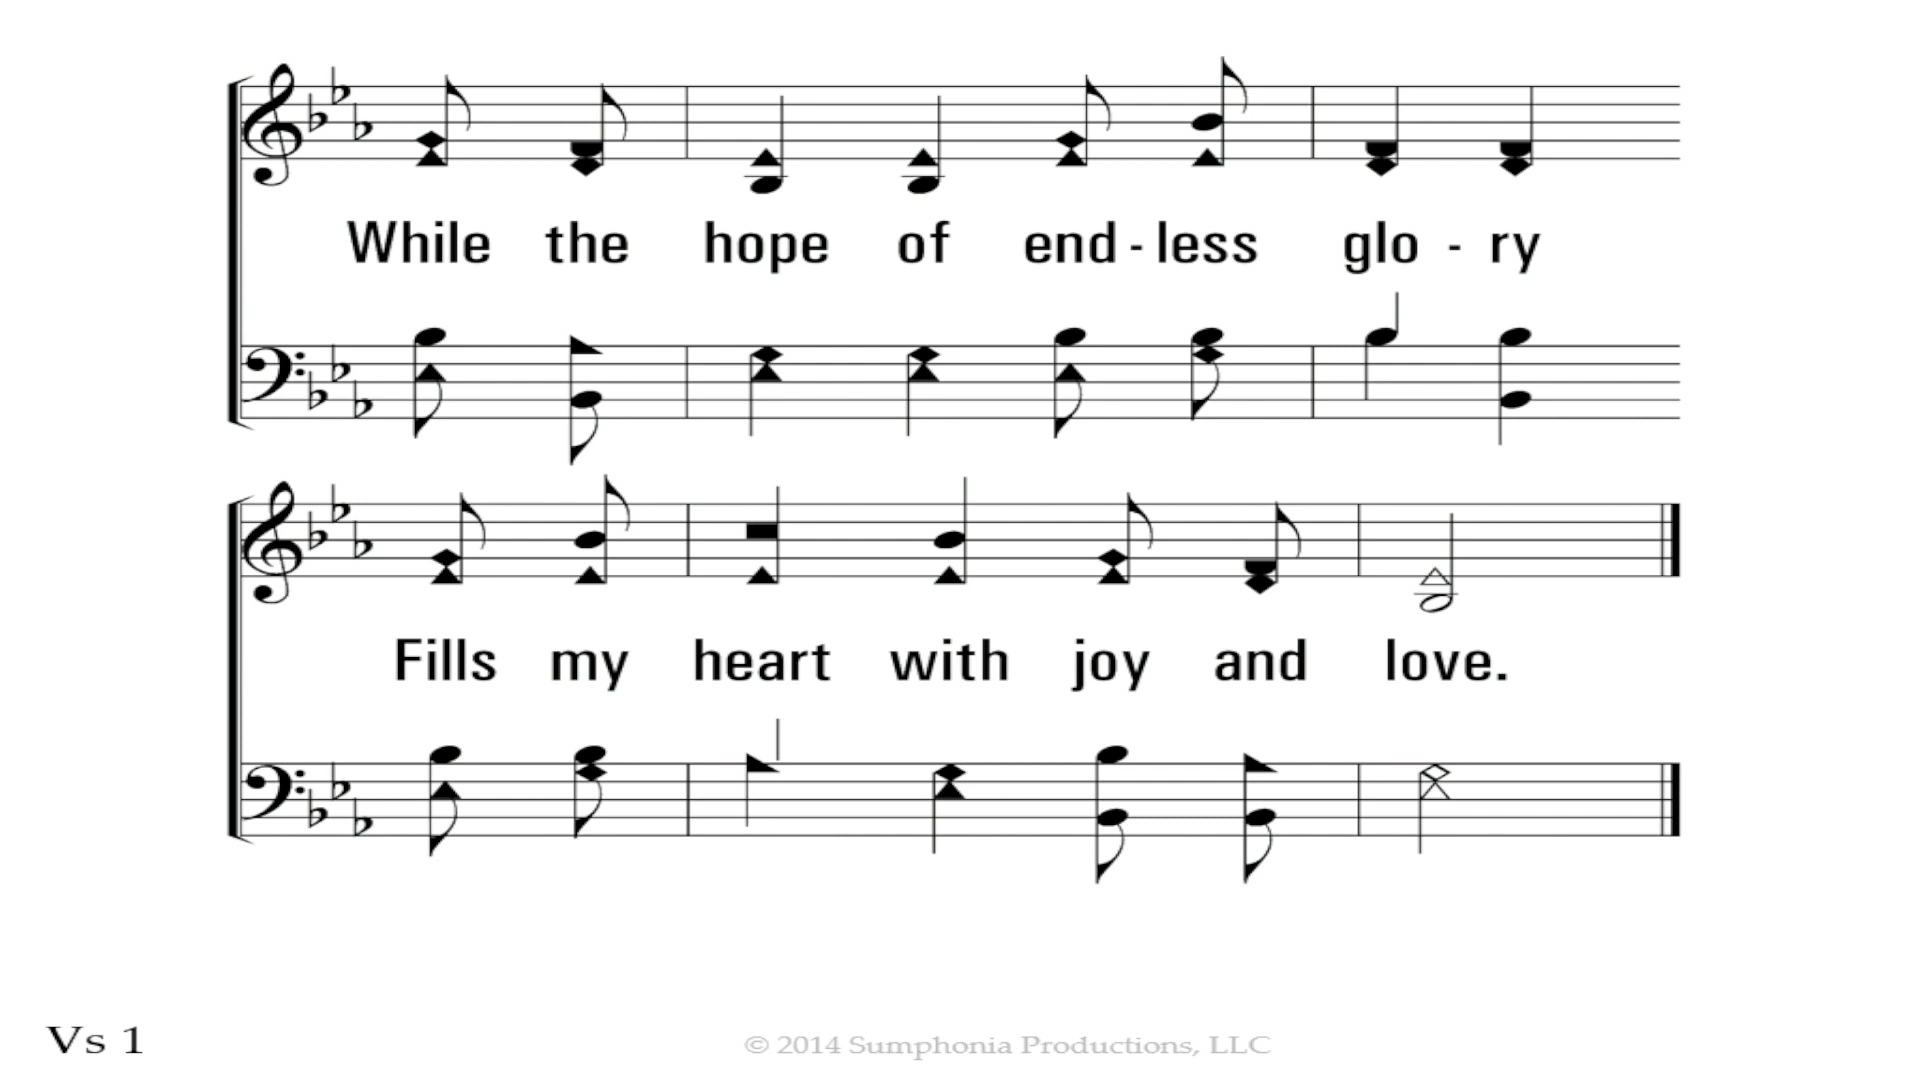 While the hope of end - less glo - ry
Fills my heart with joy and love.
Vs 1
© 2014 Sumphonia Productions, LLC